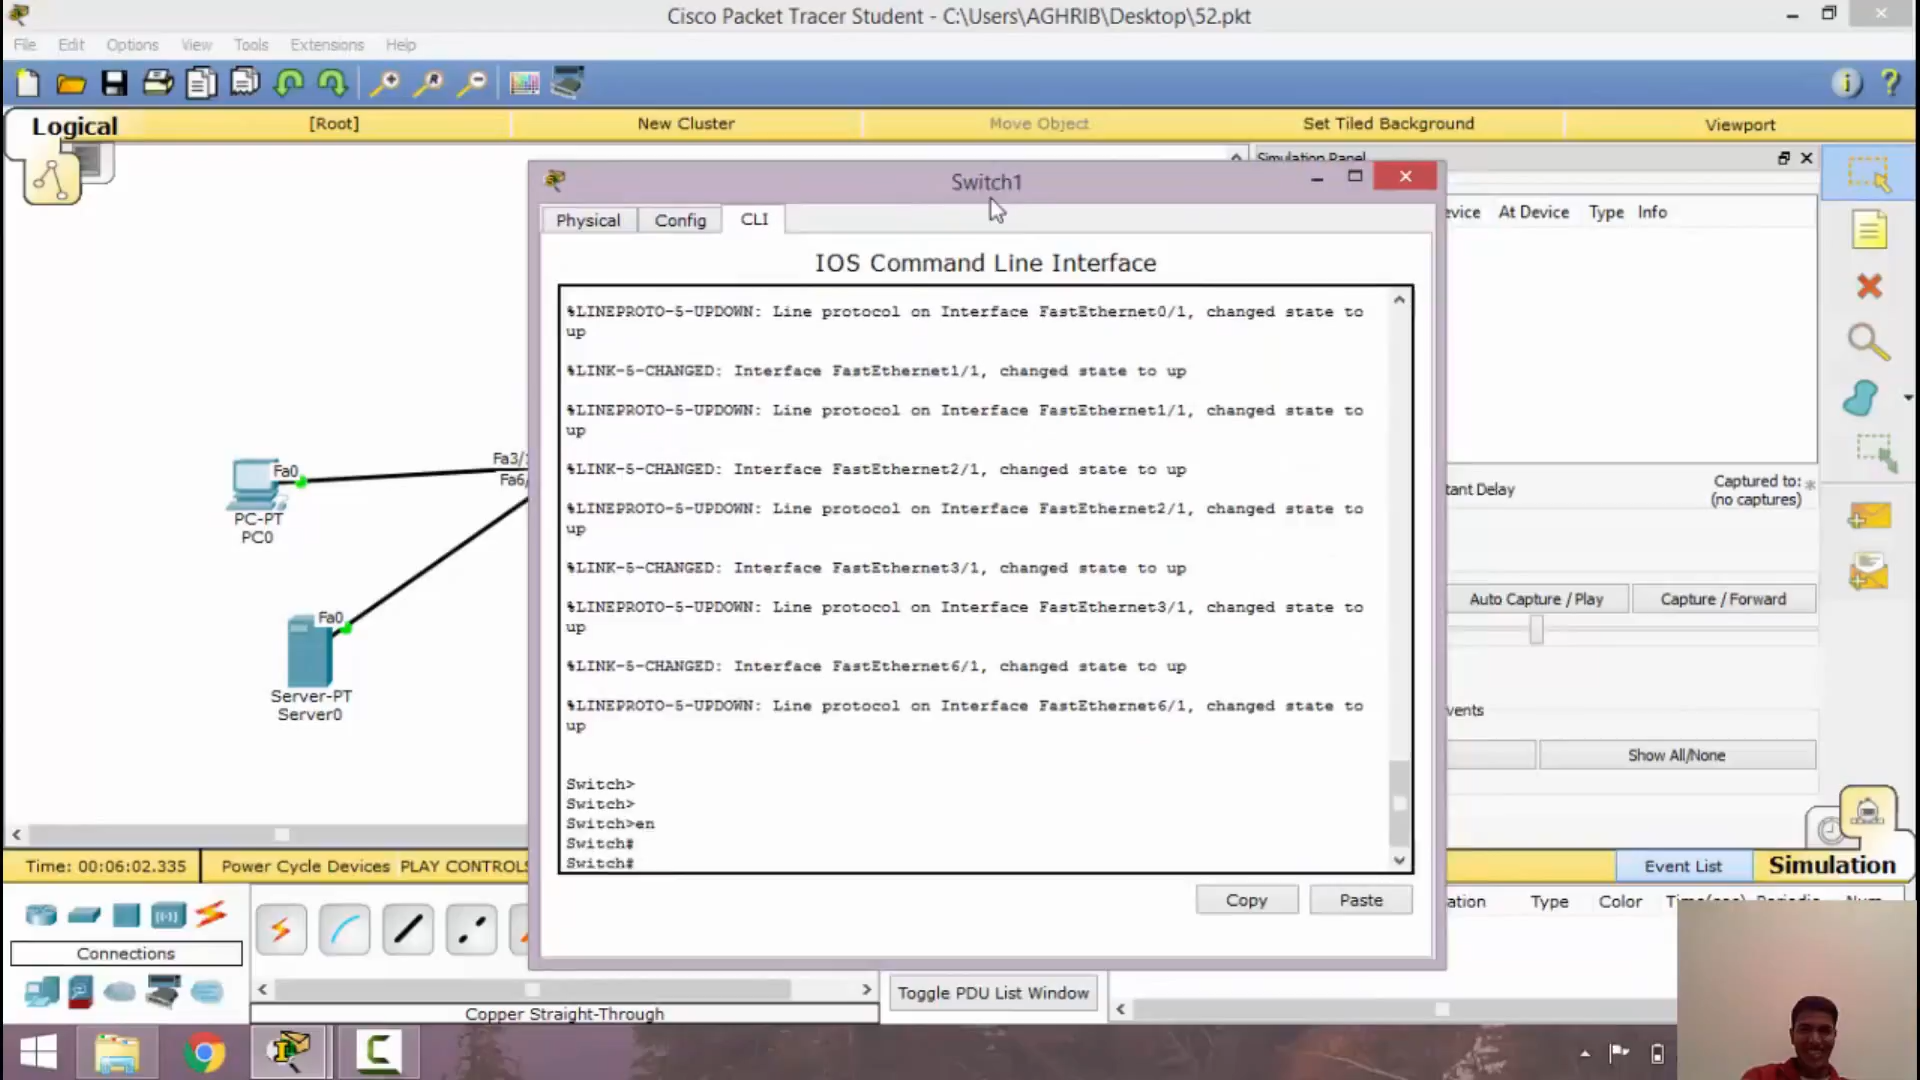 Cisco Packet Tracer Student - C:\Users\AGHRIB\Desktop\52.pkt
File Edit Options View Tools Extensions Help
Logical [Root] New Cluster Move Object Set Tiled Background Viewport
Simulation Panel
Switch1
Physical Config CLI
At Device Type Info
IOS Command Line Interface
%LINEPROTO-5-UPDOWN: Line protocol on Interface FastEthernet0/1, changed state to
up
%LINK-5-CHANGED: Interface FastEthernet1/1, changed state to up
%LINEPROTO-5-UPDOWN: Line protocol on Interface FastEthernet1/1, changed state to
up
%LINK-5-CHANGED: Interface FastEthernet2/1, changed state to up
%LINEPROTO-5-UPDOWN: Line protocol on Interface FastEthernet2/1, changed state to
up
%LINK-5-CHANGED: Interface FastEthernet3/1, changed state to up
%LINEPROTO-5-UPDOWN: Line protocol on Interface FastEthernet3/1, changed state to
up
%LINK-5-CHANGED: Interface FastEthernet6/1, changed state to up
%LINEPROTO-5-UPDOWN: Line protocol on Interface FastEthernet6/1, changed state to
up
Switch>
Switch>
Switch>en
Switch#
Switch#
Copy Paste
Fa0
Fa3/
Fa6
PC-PT
PC0
Fa0
Server-PT
Server0
Delay
Captured to:
(no captures)
Auto Capture / Play Capture / Forward
Show All/None
Time: 00:06:02.335 Power Cycle Devices PLAY CONTROLS
Event List Simulation
Type Color
Connections
Copper Straight-Through
Toggle PDU List Window